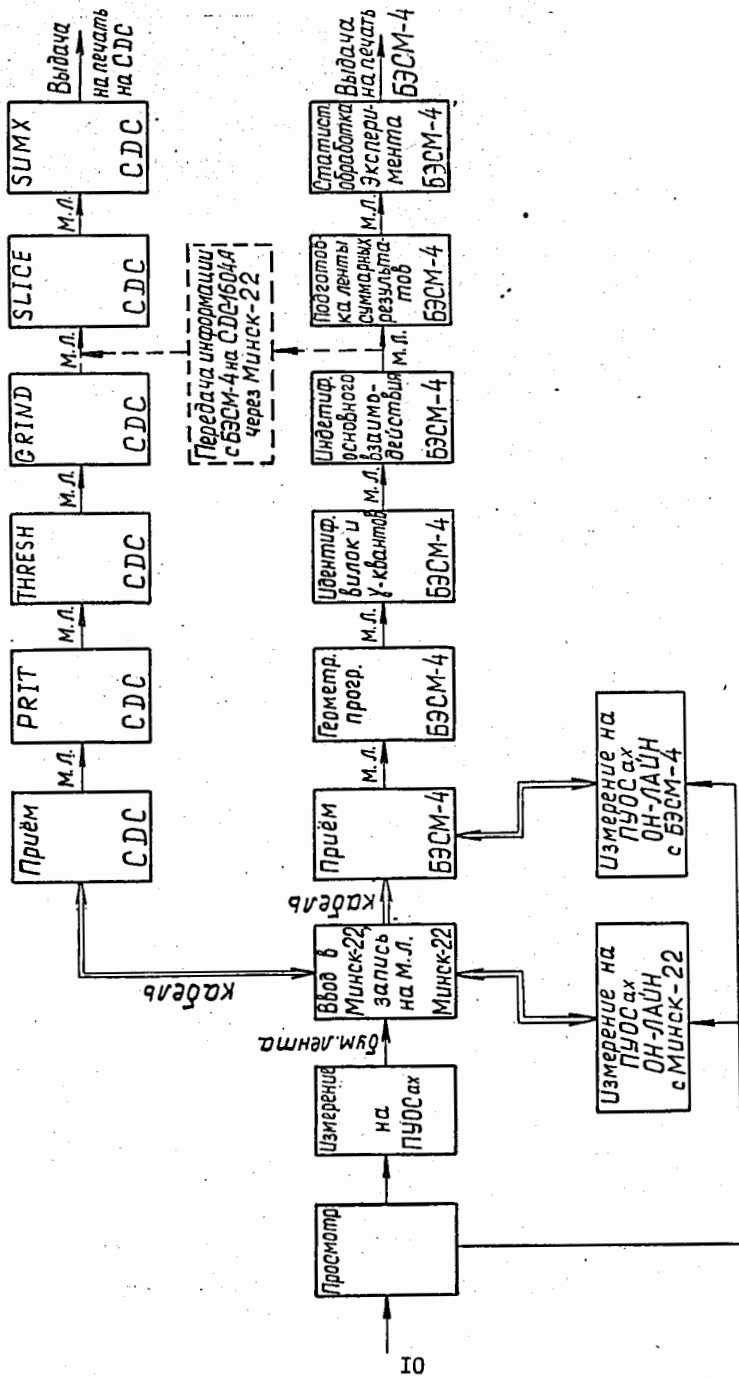 Приём
CDC
М.Л.
PRIT
CDC
М.Л.
THRESH
CDC
М.Л.
GRIND
CDC
М.Л.
SLICE
CDC
М.Л.
SUMX
CDC
Выдача
на печать
на CDC
Передача информации
с БЭСМ-4 на CDC-1604А
через Минск-22
кабель
Просмотр
Измерение
на
ПУОСах
бум. лента
Ввод в
Минск-22,
запись
на М.Л.
Минск-22
кабель
Приём
БЭСМ-4
М.Л.
Геометр.
прогр.
БЭСМ-4
М.Л.
Идентиф.
вилок и
γ-квантов
БЭСМ-4
М.Л.
Индетиф.
основного
взаимо-
действия
БЭСМ-4
М.Л.
Подготов-
ка ленты
суммарных
результа-
тов
БЭСМ-4
М.Л.
Статист.
обработка
Экспери-
мента
БЭСМ-4
Выдача
на печать
БЭСМ-4
Измерение на
ПУОСах
ОН-ЛАЙН
с Минск-22
Измерение на
ПУОСах
ОН-ЛАЙН
с БЭСМ-4
10